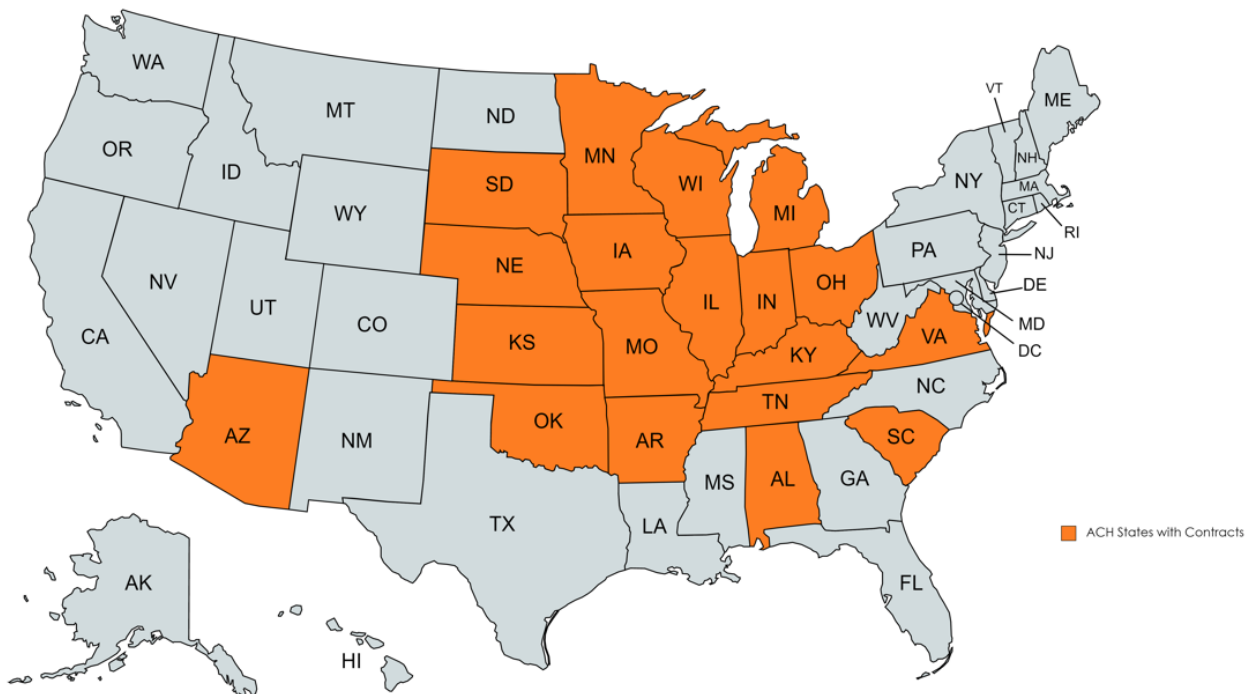 WA
MT
ND
MN
VT
ME
OR
ID
SD
WI
NH
NY
MA
WY
MI
CT
RI
NV
NE
IA
PA
NJ
UT
CO
IL
IN
OH
DE
CA
KS
MO
WV
MD
KY
VA
DC
NC
AZ
NM
OK
AR
TN
SC
MS
AL
GA
TX
LA
ACH States with Contracts
AK
FL
HI